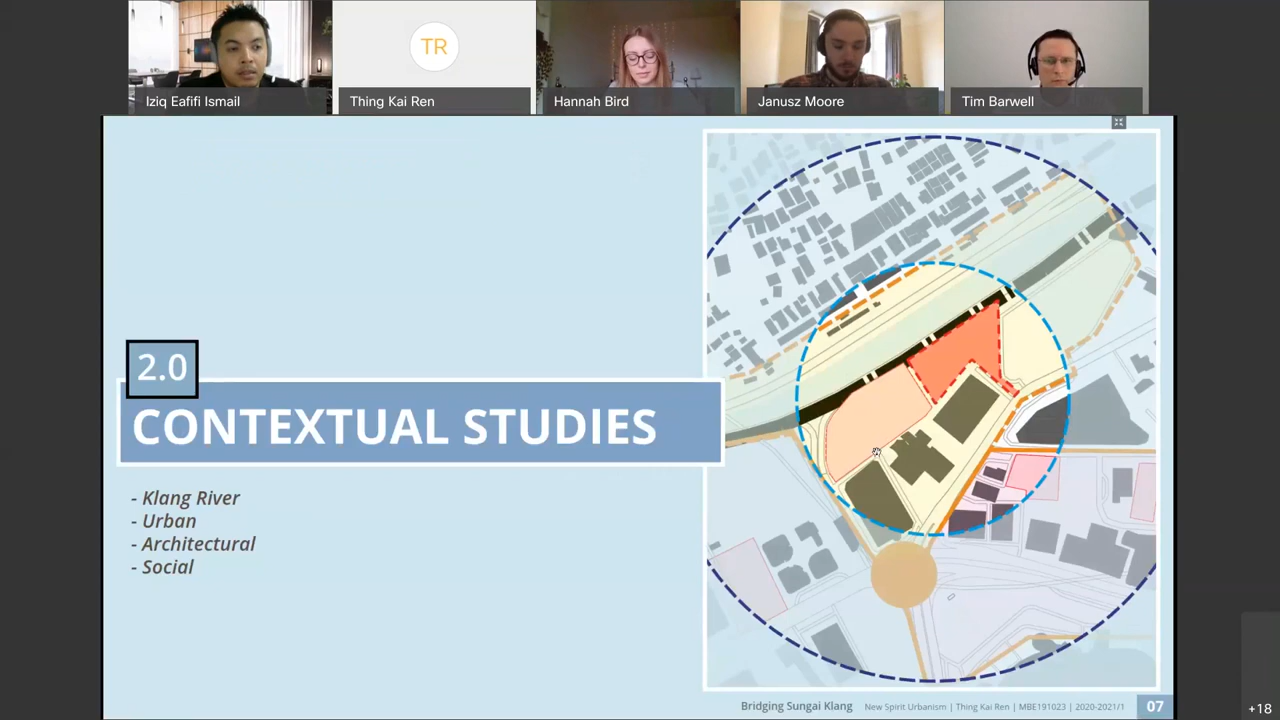 TR
Iziq Eafifi Ismail
Thing Kai Ren
Hannah Bird
Janusz Moore
Tim Barwell
2.0
CONTEXTUAL STUDIES
- Klang River
- Urban
- Architectural
- Social
Bridging Sungai Klang New Spirit Urbanism | Thing Kai Ren | MBE191023 | 2020-2021/1 07
+18